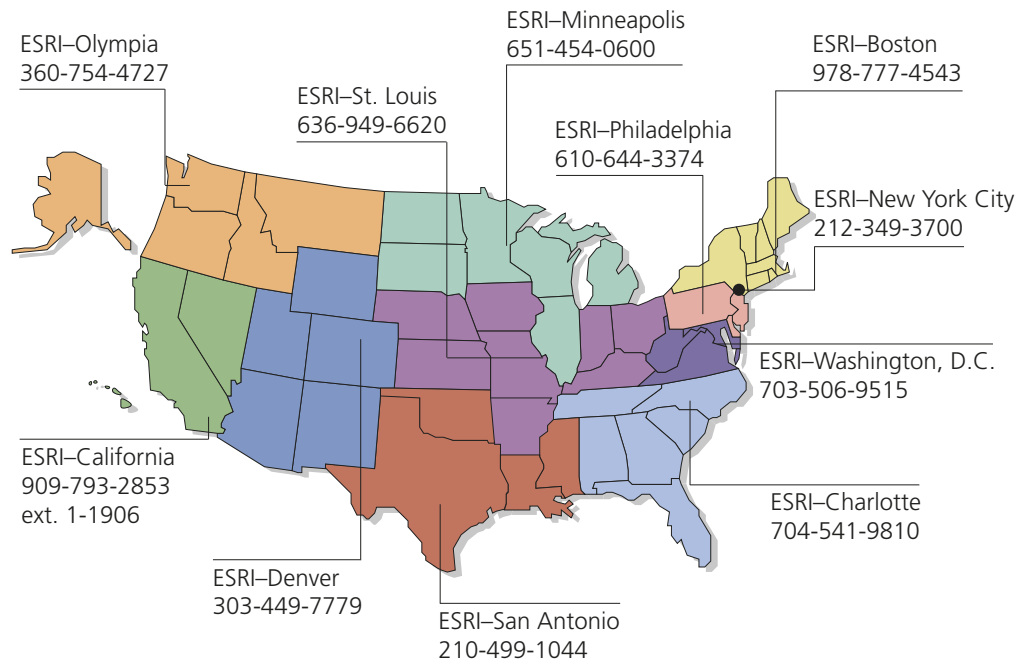 ESRI–Minneapolis
651-454-0600
ESRI–Olympia
360-754-4727
ESRI–Boston
978-777-4543
ESRI–St. Louis
636-949-6620
ESRI–Philadelphia
610-644-3374
ESRI–New York City
212-349-3700
ESRI–Washington, D.C.
703-506-9515
ESRI–California
909-793-2853
ext. 1-1906
ESRI–Charlotte
704-541-9810
ESRI–Denver
303-449-7779
ESRI–San Antonio
210-499-1044